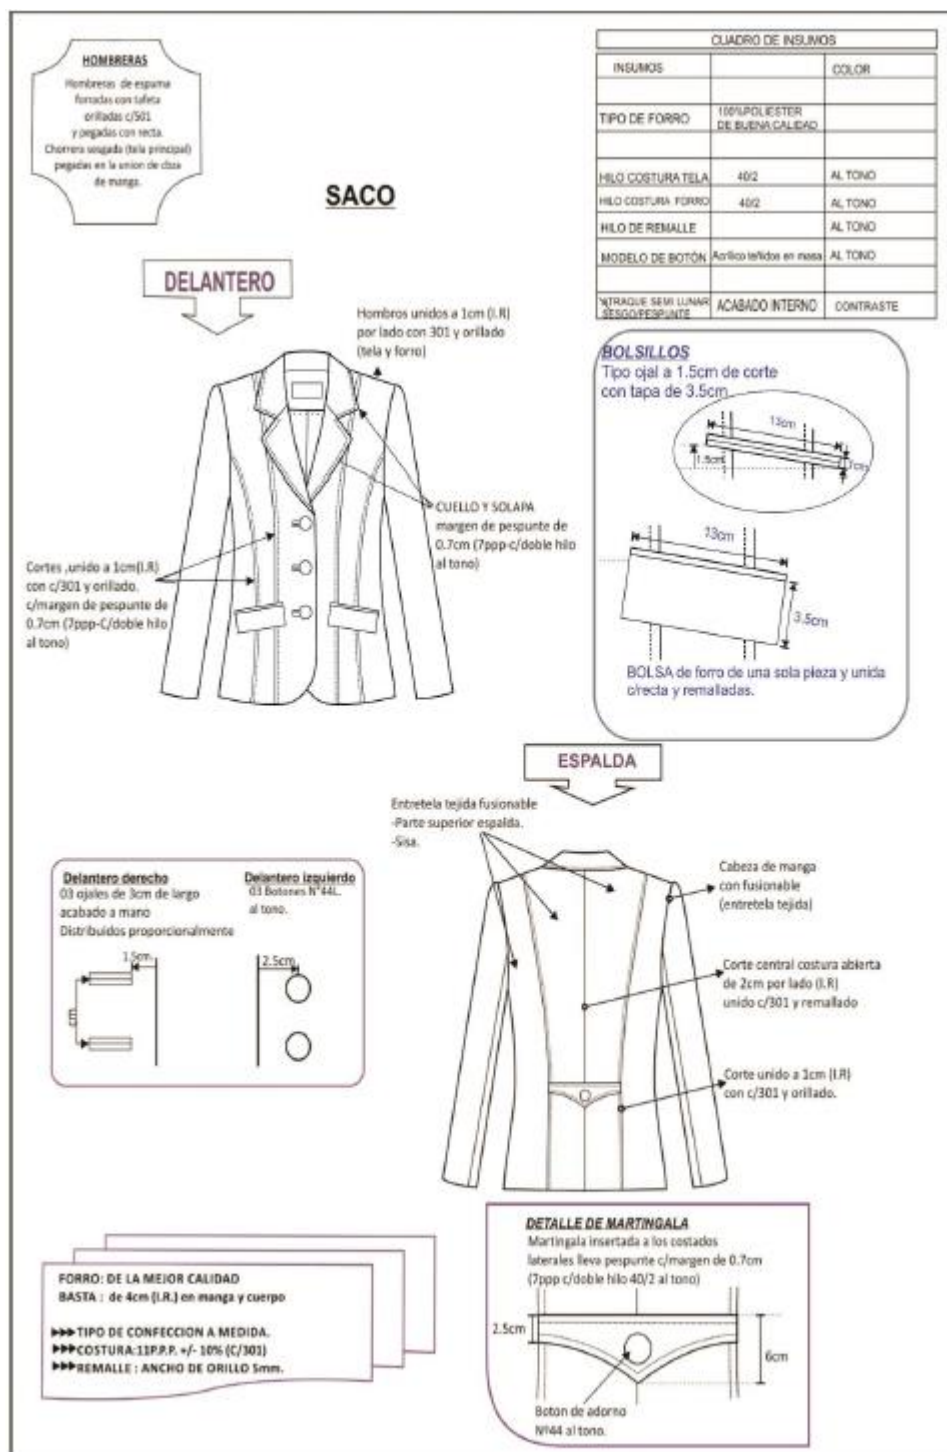 HOMBRERAS
Hombreras de espuma
forradas con tafeta
orilladas c/501
y pegadas con recta.
Chorrera sesgada (tela principal)
pegadas en la union de
de manga.
SACO
CUADRO DE INSUMOS
INSUMOS COLOR
TIPO DE FORRO 100%POLIESTER
DE BUENA CALIDAD
HILO COSTURA TELA 40/2 AL TONO
HILO COSTURA FORRO 40/2 AL TONO
HILO DE REMALLE AL TONO
MODELO DE BOTÓN Acrílico teñidos en masa AL TONO
ATRAQUE SEMI LUNAR
SESGO/PESPUNTE ACABADO INTERNO CONTRASTE
DELANTERO
Hombros unidos a 1cm (I.R)
por lado con 301 y orillado
(tela y forro)
CUELLO Y SOLAPA
margen de pespunte de
0.7cm (7ppp-c/doble hilo
al tono)
Cortes ,unido a 1cm(I.R)
con c/301 y orillado.
c/margen de pespunte de
0.7cm (7ppp-C/doble hilo
al tono)
BOLSILLOS
Tipo ojal a 1.5cm de corte
con tapa de 3.5cm
13cm
1.5cm
1cm
13cm
3.5cm
BOLSA de forro de una sola pieza y unida
c/recta y remalladas.
ESPALDA
Entretela tejida fusionable
-Parte superior espalda.
-Sisa.
Cabeza de manga
con fusionable
(entretela tejida)
Corte central costura abierta
de 2cm por lado (I.R)
unido c/301 y remallado
Corte unido a 1cm (I.R)
con c/301 y orillado.
Delantero derecho
03 ojales de 3cm de largo
acabado a mano
Distribuidos proporcionalmente
Delantero izquierdo
03 Botones N°44L.
al tono.
1.5cm.
2.5cm
cm
FORRO: DE LA MEJOR CALIDAD
BASTA : de 4cm (I.R.) en manga y cuerpo
TIPO DE CONFECCION A MEDIDA.
COSTURA:11P.P.P. +/- 10% (C/301)
REMALLE : ANCHO DE ORILLO 5mm.
DETALLE DE MARTINGALA
Martingala insertada a los costados
laterales lleva pespunte c/margen de 0.7cm
(7ppp c/doble hilo 40/2 al tono)
2.5cm
6cm
Boton de adorno
Nº44 al tono.